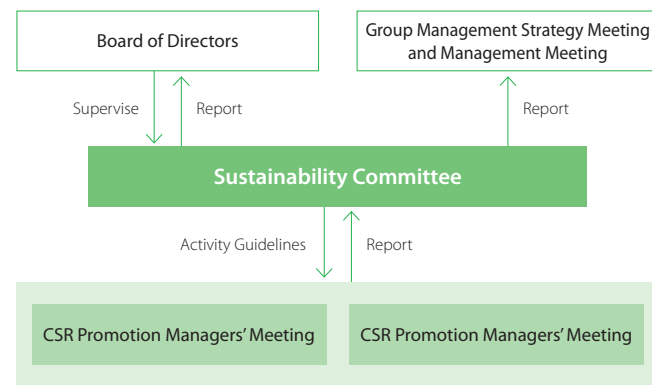 Board of Directors
Group Management Strategy Meeting
and Management Meeting
Supervise
Report
Report
Sustainability Committee
Activity Guidelines
Report
CSR Promotion Managers’ Meeting
CSR Promotion Managers’ Meeting